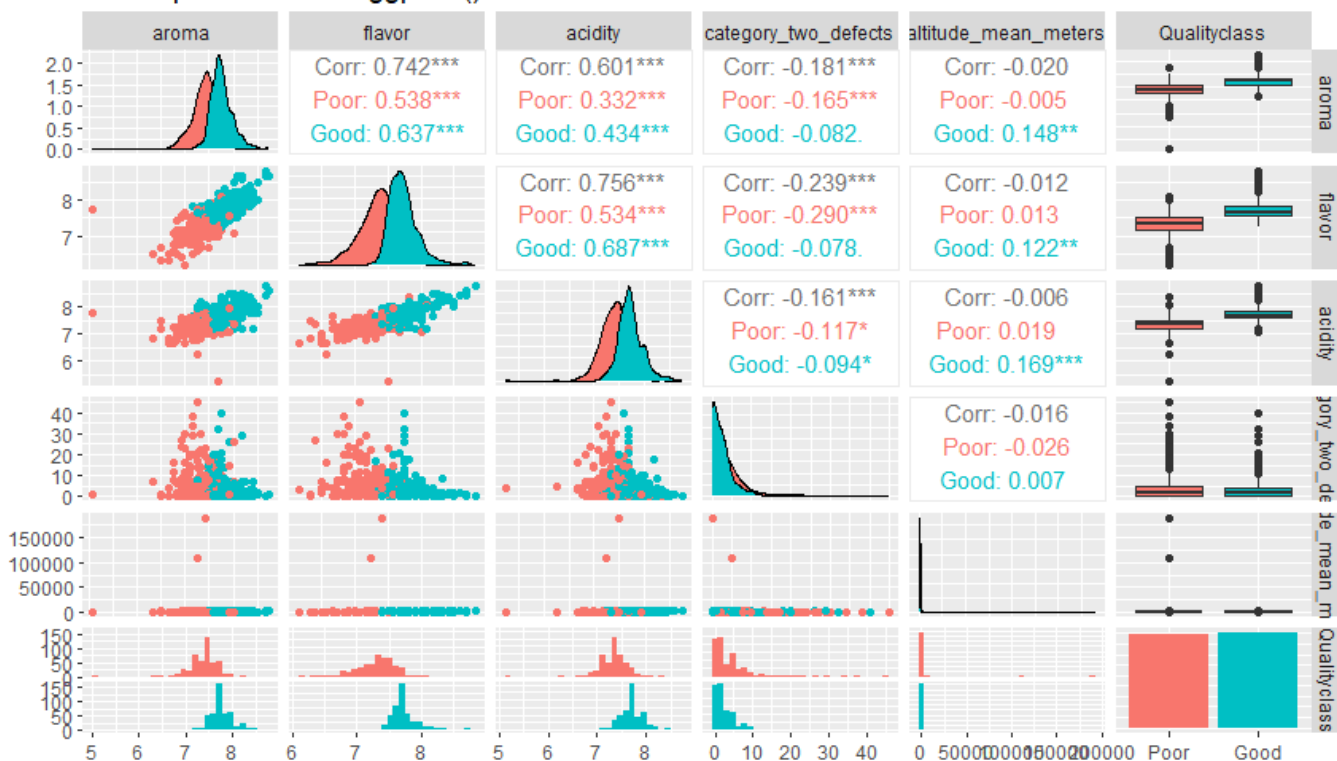 aroma flavor acidity category_two_defects altitude_mean_meters Qualityclass
2.0 1.5 1.0 0.5 0.0
Corr: 0.742*** Corr: 0.601*** Corr: -0.181*** Corr: -0.020
Poor: 0.538*** Poor: 0.332*** Poor: -0.165*** Poor: -0.005
Good: 0.637*** Good: 0.434*** Good: -0.082. Good: 0.148**
aroma
8 7
Corr: 0.756*** Corr: -0.239*** Corr: -0.012
Poor: 0.534*** Poor: -0.290*** Poor: 0.013
Good: 0.687*** Good: -0.078. Good: 0.122**
flavor
8 7 6
Corr: -0.161*** Corr: -0.006
Poor: -0.117* Poor: 0.019
Good: -0.094* Good: 0.169***
acidity
40 30 20 10 0
Corr: -0.016
Poor: -0.026
Good: 0.007
gory_two_de
150000 100000 50000 0
de_mean_m
150 100 50 0
150 100 50 0
Qualityclass
5 6 7 8 6 7 8 6 7 8 0 10 20 30 40 0 50000 100000 150000 200000 Poor Good